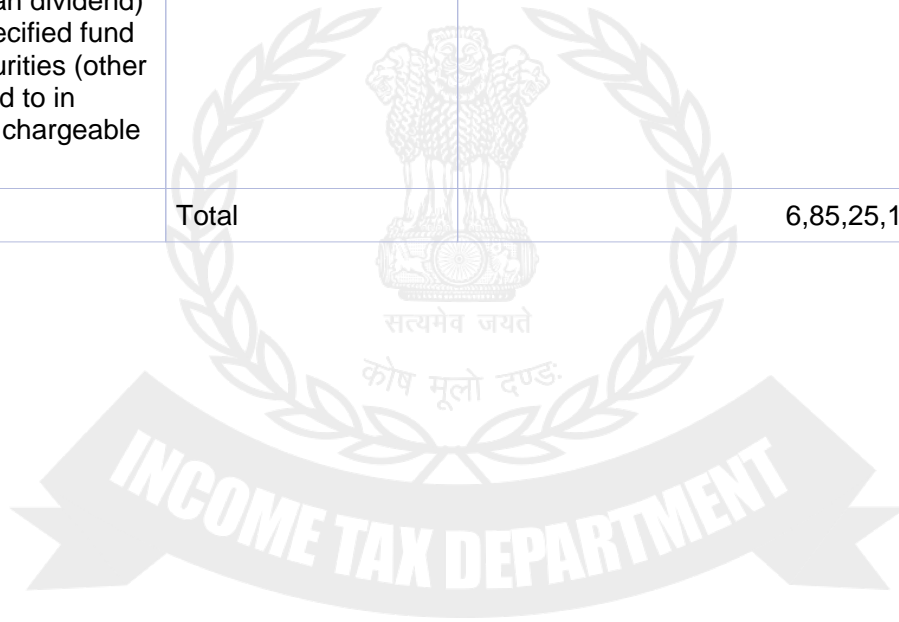 an dividend)
ecified fund
urities (other
d to in
chargeable
Total 6,85,25,1
सत्यमेव जयते
कोष मूलो दण्डः
INCOME TAX DEPARTMENT